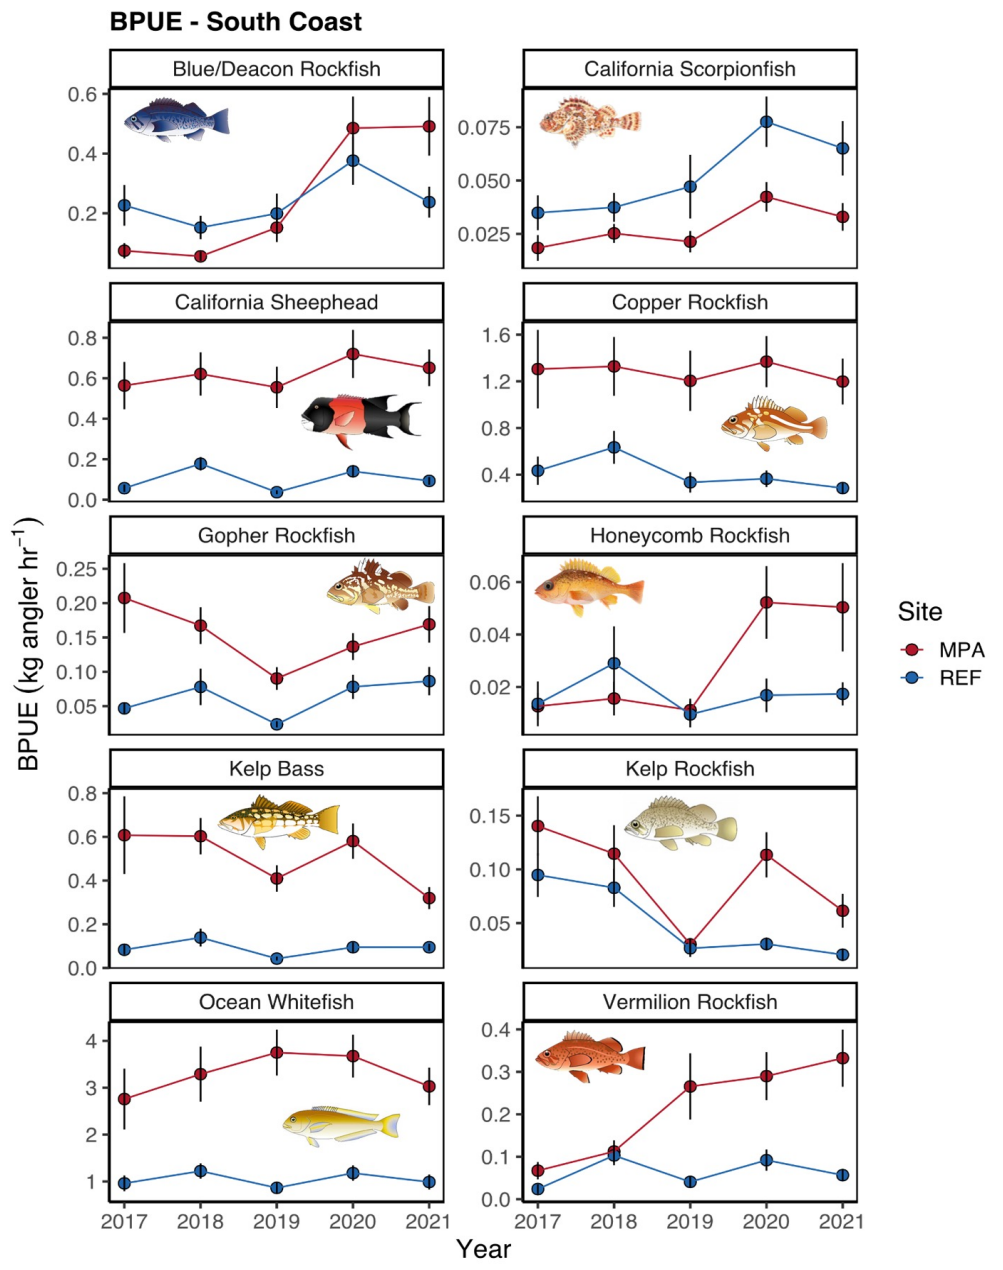 BPUE - South Coast
Blue/Deacon Rockfish
California Scorpionfish
0.6
0.4
0.2
0.075
0.050
0.025
California Sheephead
Copper Rockfish
0.8
0.6
0.4
0.2
0.0
1.6
1.2
0.8
0.4
Gopher Rockfish
Honeycomb Rockfish
0.25
0.20
0.15
0.10
0.05
0.06
0.04
0.02
Kelp Bass
Kelp Rockfish
0.8
0.6
0.4
0.2
0.0
0.15
0.10
0.05
Ocean Whitefish
Vermilion Rockfish
4
3
2
1
0.4
0.3
0.2
0.1
0.0
2017 2018 2019 2020 2021
2017 2018 2019 2020 2021
Year
BPUE (kg angler hr⁻¹)
Site
MPA
REF